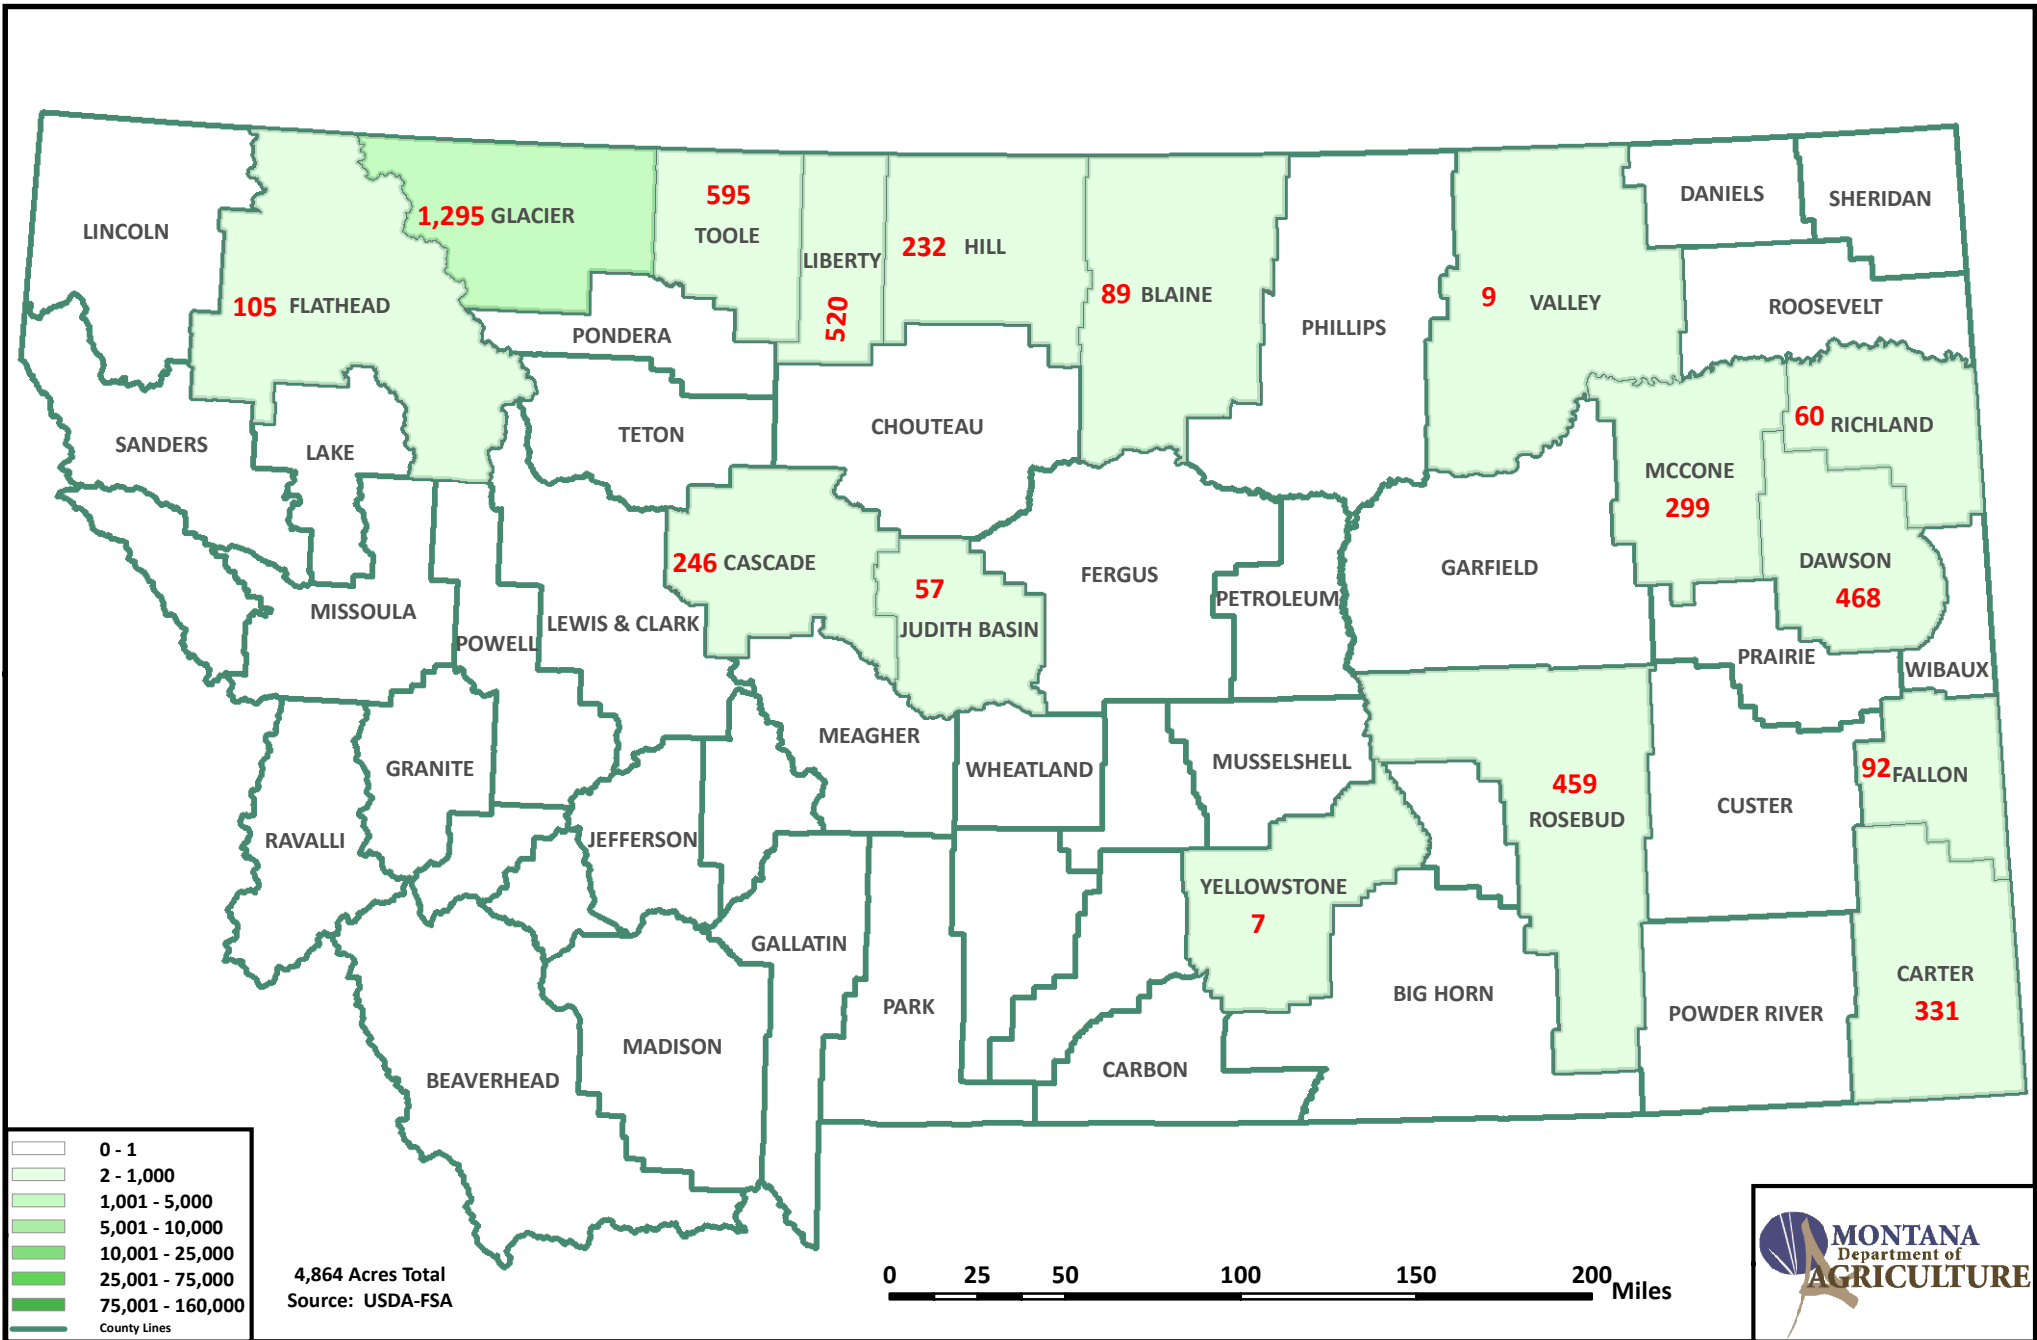 DANIELS
SHERIDAN
LINCOLN
1,295 GLACIER
595
TOOLE
LIBERTY
520
232 HILL
89 BLAINE
PHILLIPS
9 VALLEY
ROOSEVELT
105 FLATHEAD
PONDERA
60 RICHLAND
SANDERS
LAKE
TETON
CHOUTEAU
MCCONE
299
246 CASCADE
57
JUDITH BASIN
FERGUS
PETROLEUM
GARFIELD
DAWSON
468
MISSOULA
POWELL
LEWIS & CLARK
PRAIRIE
WIBAUX
MEAGHER
GRANITE
WHEATLAND
MUSSELSHELL
459
ROSEBUD
CUSTER
92 FALLON
RAVALLI
JEFFERSON
YELLOWSTONE
7
GALLATIN
PARK
BIG HORN
POWDER RIVER
CARTER
331
MADISON
BEAVERHEAD
CARBON
0 - 1
2 - 1,000
1,001 - 5,000
5,001 - 10,000
10,001 - 25,000
25,001 - 75,000
75,001 - 160,000
County Lines
4,864 Acres Total
Source: USDA-FSA
0 25 50 100 150 200 Miles
MONTANA
Department of
AGRICULTURE